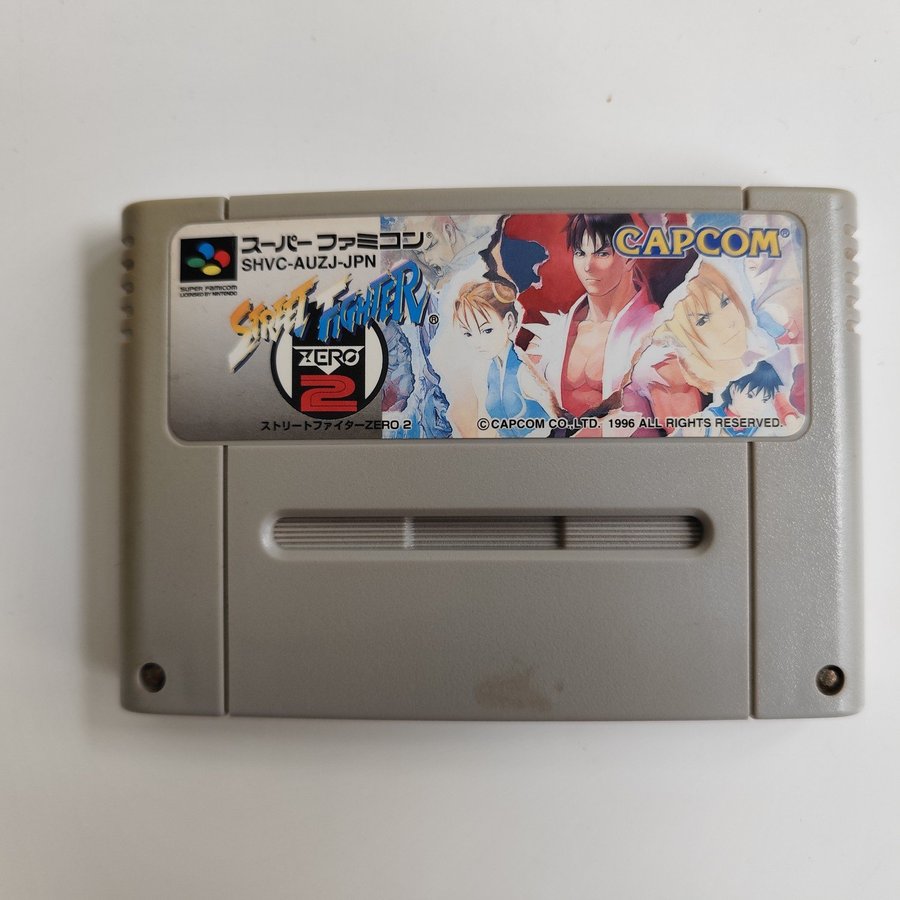 スーパーファミコン®
SHVC-AUZJ-JPN
SUPER FAMICOM
LICENSED BY NINTENDO
CAPCOM®
STREET FIGHTER®
ZERO
2
ストリートファイターZERO 2
© CAPCOM CO.,LTD. 1996 ALL RIGHTS RESERVED.